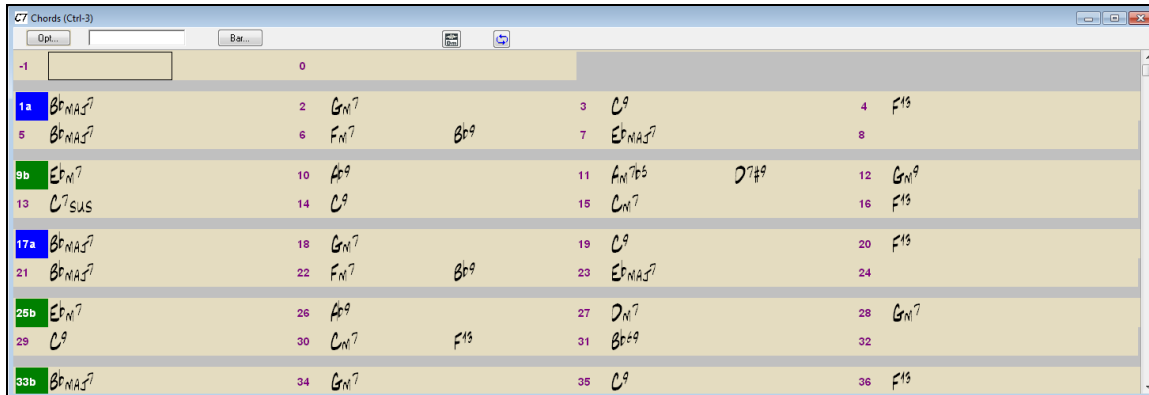 C7 Chords (Ctrl-3)
Opt... Bar...
-1 0
1a BbMAJ7 2 GM7 3 C9 4 F13
5 BbMAJ7 6 FM7 Bb9 7 EbMAJ7 8
9b EbM7 10 Ab9 11 AM7b5 D7#9 12 GM9
13 C7sus 14 C9 15 CM7 16 F13
17a BbMAJ7 18 GM7 19 C9 20 F13
21 BbMAJ7 22 FM7 Bb9 23 EbMAJ7 24
25b EbM7 26 Ab9 27 DM7 28 GM7
29 C9 30 CM7 F13 31 Bb69 32
33b BbMAJ7 34 GM7 35 C9 36 F13